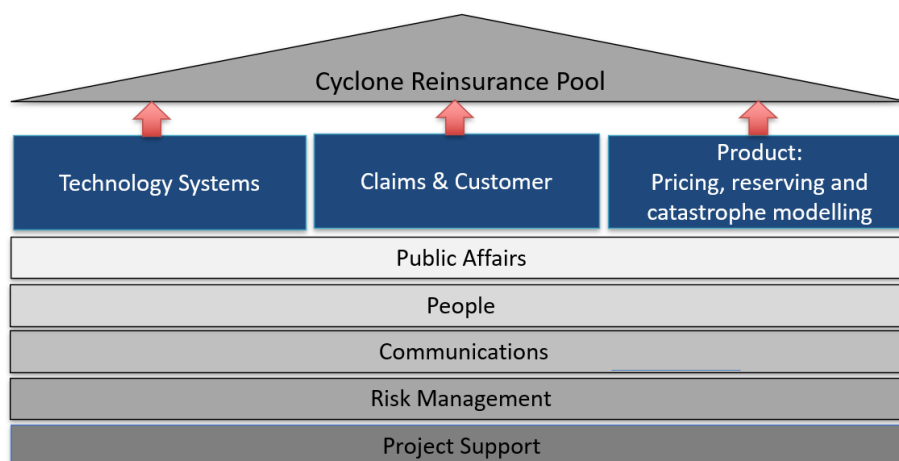 Cyclone Reinsurance Pool
Technology Systems
Claims & Customer
Product:
Pricing, reserving and
catastrophe modelling
Public Affairs
People
Communications
Risk Management
Project Support